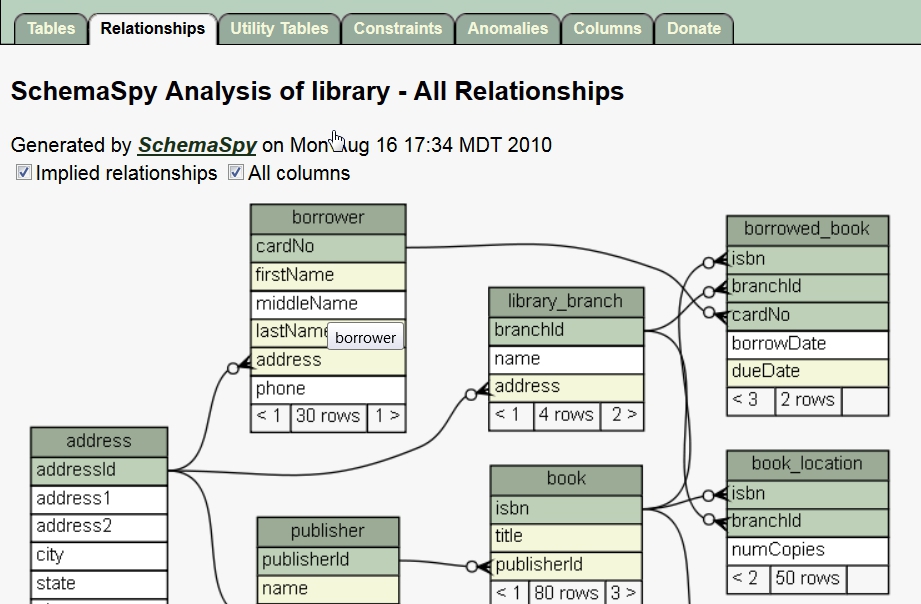 Tables Relationships Utility Tables Constraints Anomalies Columns Donate
SchemaSpy Analysis of library - All Relationships
Generated by SchemaSpy on Mon Aug 16 17:34 MDT 2010
Implied relationships All columns
borrower
cardNo
firstName
middleName
lastName
borrower
address
phone
< 1 30 rows 1 >
library_branch
branchId
name
address
< 1 4 rows 2 >
borrowed_book
isbn
branchId
cardNo
borrowDate
dueDate
< 3 2 rows
address
addressId
address1
address2
city
state
publisher
publisherId
name
book
isbn
title
publisherId
< 1 80 rows 3 >
book_location
isbn
branchId
numCopies
< 2 50 rows